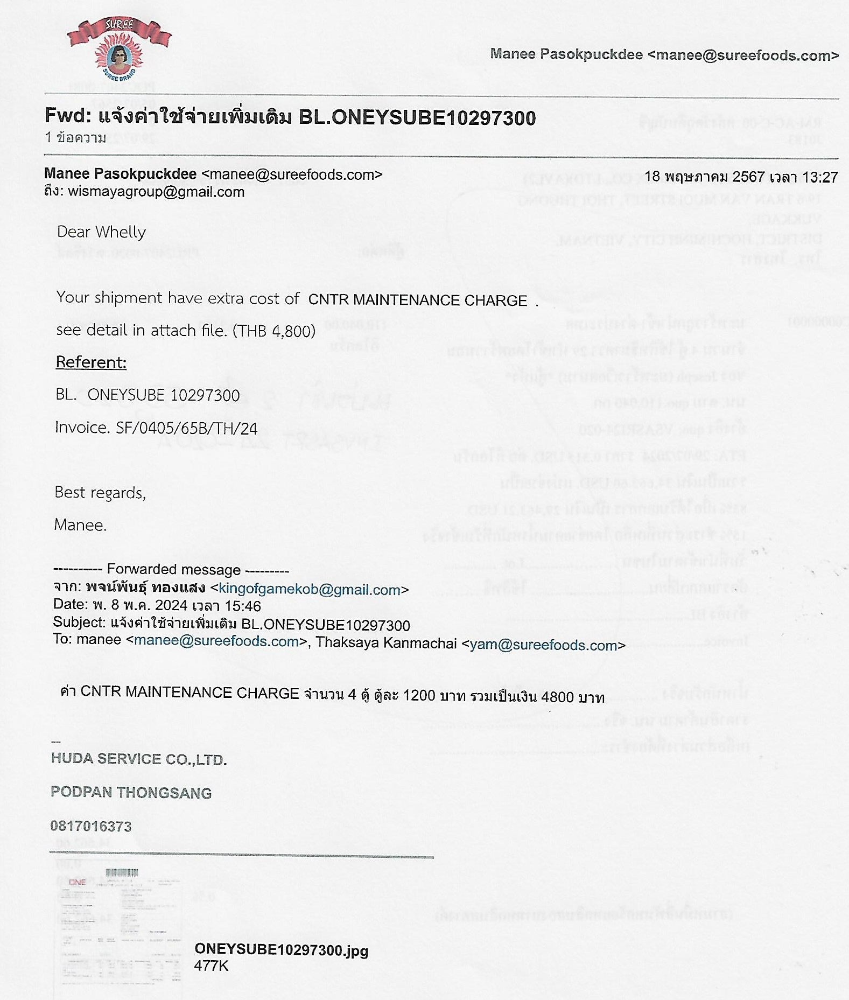 SUREE
SUREE BRAND
Manee Pasokpuckdee <manee@sureefoods.com>
Fwd: แจ้งค่าใช้จ่ายเพิ่มเติม BL.ONEYSUBE10297300
1 ข้อความ
Manee Pasokpuckdee <manee@sureefoods.com> 18 พฤษภาคม 2567 เวลา 13:27
ถึง: wismayagroup@gmail.com
Dear Whelly
Your shipment have extra cost of CNTR MAINTENANCE CHARGE .
see detail in attach file. (THB 4,800)
Referent:
BL. ONEYSUBE 10297300
Invoice. SF/0405/65B/TH/24
Best regards,
Manee.
---------- Forwarded message ---------
จาก: พจน์พันธุ์ ทองแสง <kingofgamekob@gmail.com>
Date: พ. 8 พ.ค. 2024 เวลา 15:46
Subject: แจ้งค่าใช้จ่ายเพิ่มเติม BL.ONEYSUBE10297300
To: manee <manee@sureefoods.com>, Thaksaya Kanmachai <yam@sureefoods.com>
ค่า CNTR MAINTENANCE CHARGE จำนวน 4 ตู้ ตู้ละ 1200 บาท รวมเป็นเงิน 4800 บาท
--
HUDA SERVICE CO.,LTD.
PODPAN THONGSANG
0817016373
ONE
ONEYSUBE10297300.jpg
477K